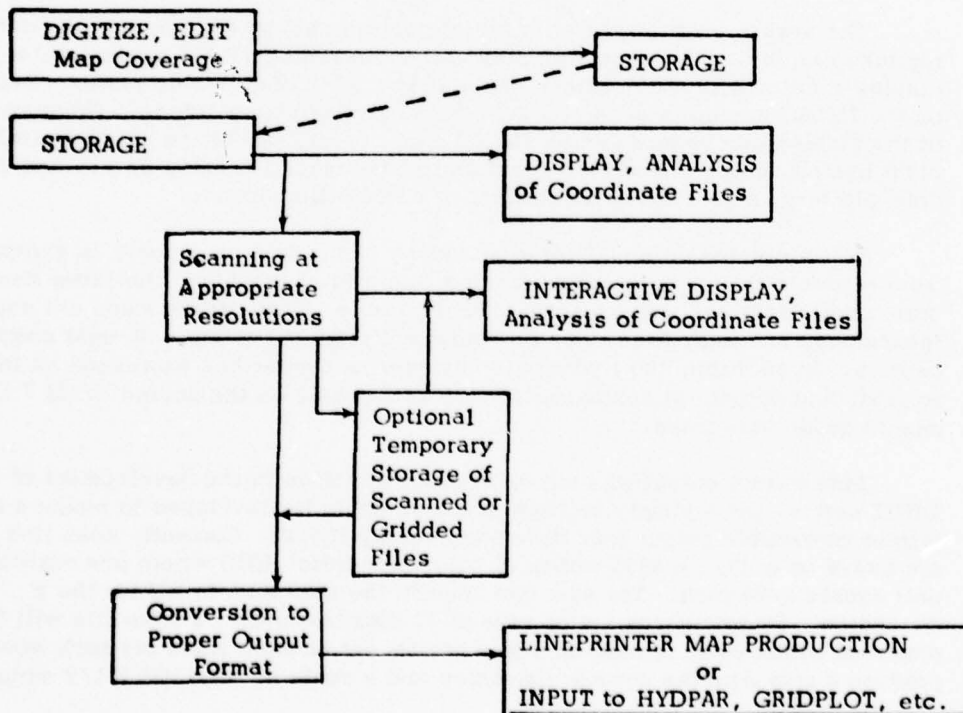 DIGITIZE, EDIT
Map Coverage
STORAGE
STORAGE
DISPLAY, ANALYSIS
of Coordinate Files
Scanning at
Appropriate
Resolutions
INTERACTIVE DISPLAY,
Analysis of Coordinate Files
Optional
Temporary
Storage of
Scanned or
Gridded
Files
Conversion to
Proper Output
Format
LINEPRINTER MAP PRODUCTION
or
INPUT to HYDPAR, GRIDPLOT, etc.